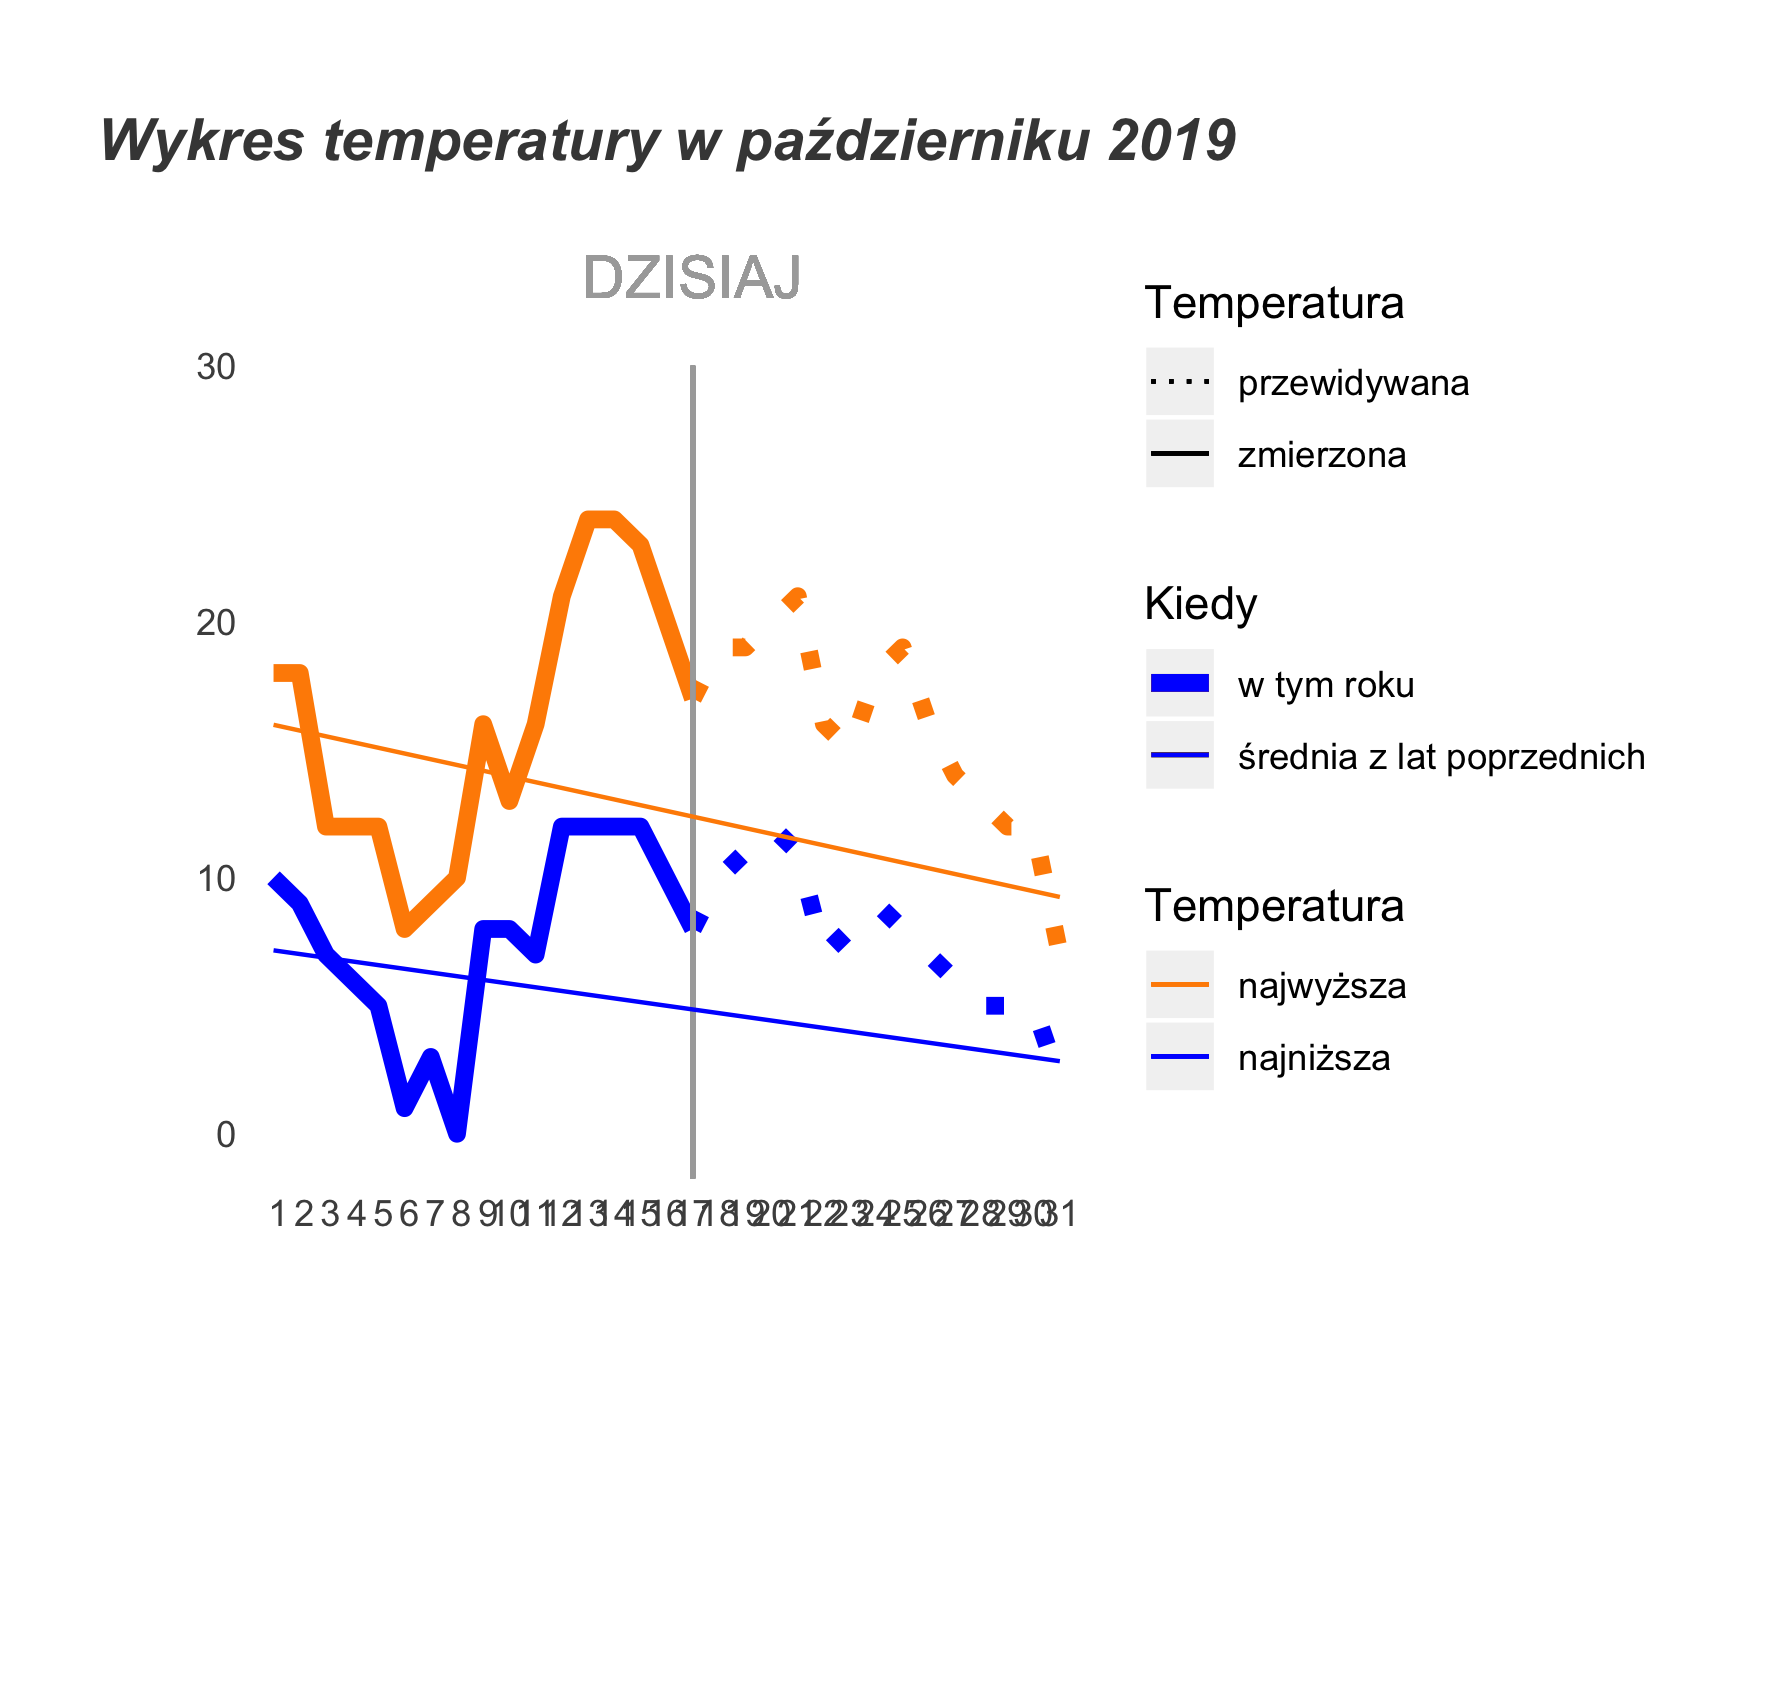 Wykres temperatury w październiku 2019
DZISIAJ
30
20
10
0
1 2 3 4 5 6 7 8 9 10 11 12 13 14 15 16 17 18 19 20 21 22 23 24 25 26 27 28 29 30 31
Temperatura
przewidywana
zmierzona
Kiedy
w tym roku
średnia z lat poprzednich
Temperatura
najwyższa
najniższa